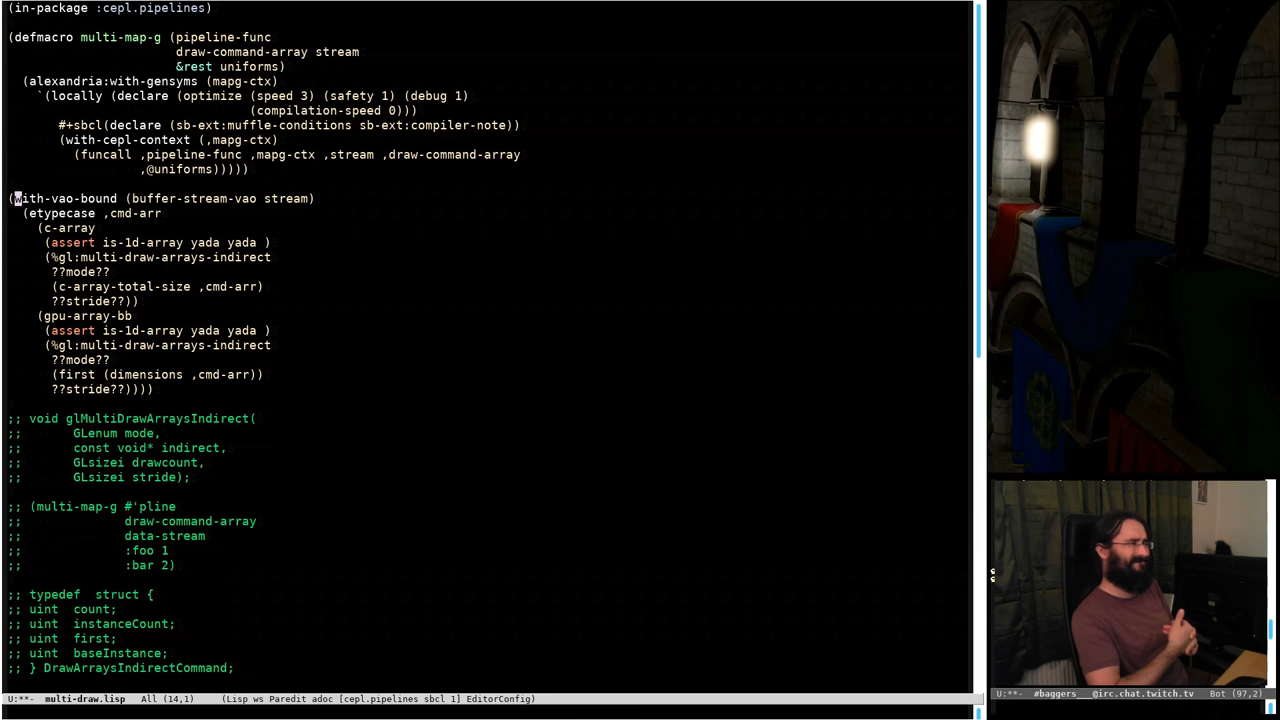 (in-package :cepl.pipelines)
(defmacro multi-map-g (pipeline-func
                       draw-command-array stream
                       &rest uniforms)
  (alexandria:with-gensyms (mapg-ctx)
    `(locally (declare (optimize (speed 3) (safety 1) (debug 1)
                                 (compilation-speed 0)))
       #+sbcl(declare (sb-ext:muffle-conditions sb-ext:compiler-note))
       (with-cepl-context (,mapg-ctx)
         (funcall ,pipeline-func ,mapg-ctx ,stream ,draw-command-array
                  ,@uniforms)))))
(with-vao-bound (buffer-stream-vao stream)
  (etypecase ,cmd-arr
    (c-array
     (assert is-1d-array yada yada )
     (%gl:multi-draw-arrays-indirect
      ??mode??
      (c-array-total-size ,cmd-arr)
      ??stride??))
    (gpu-array-bb
     (assert is-1d-array yada yada )
     (%gl:multi-draw-arrays-indirect
      ??mode??
      (first (dimensions ,cmd-arr))
      ??stride??))))
;; void glMultiDrawArraysIndirect(
;;       GLenum mode,
;;       const void* indirect,
;;       GLsizei drawcount,
;;       GLsizei stride);
;; (multi-map-g #'pline
;;              draw-command-array
;;              data-stream
;;              :foo 1
;;              :bar 2)
;; typedef  struct {
;; uint  count;
;; uint  instanceCount;
;; uint  first;
;; uint  baseInstance;
;; } DrawArraysIndirectCommand;
U:**-  multi-draw.lisp   All (14,1)     (Lisp ws Paredit adoc [cepl.pipelines sbcl 1] EditorConfig)
U:**-  #baggers___@irc.chat.twitch.tv   Bot (97,2)